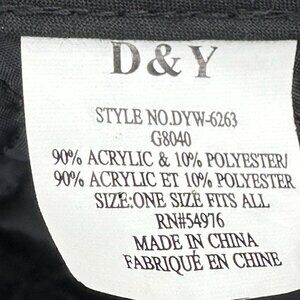 D & Y
STYLE NO.DYW-6263
G8040
90% ACRYLIC & 10% POLYESTER/
90% ACRYLIC ET 10% POLYESTER
SIZE:ONE SIZE FITS ALL
RN#54976
MADE IN CHINA
FABRIQUÉ EN CHINE